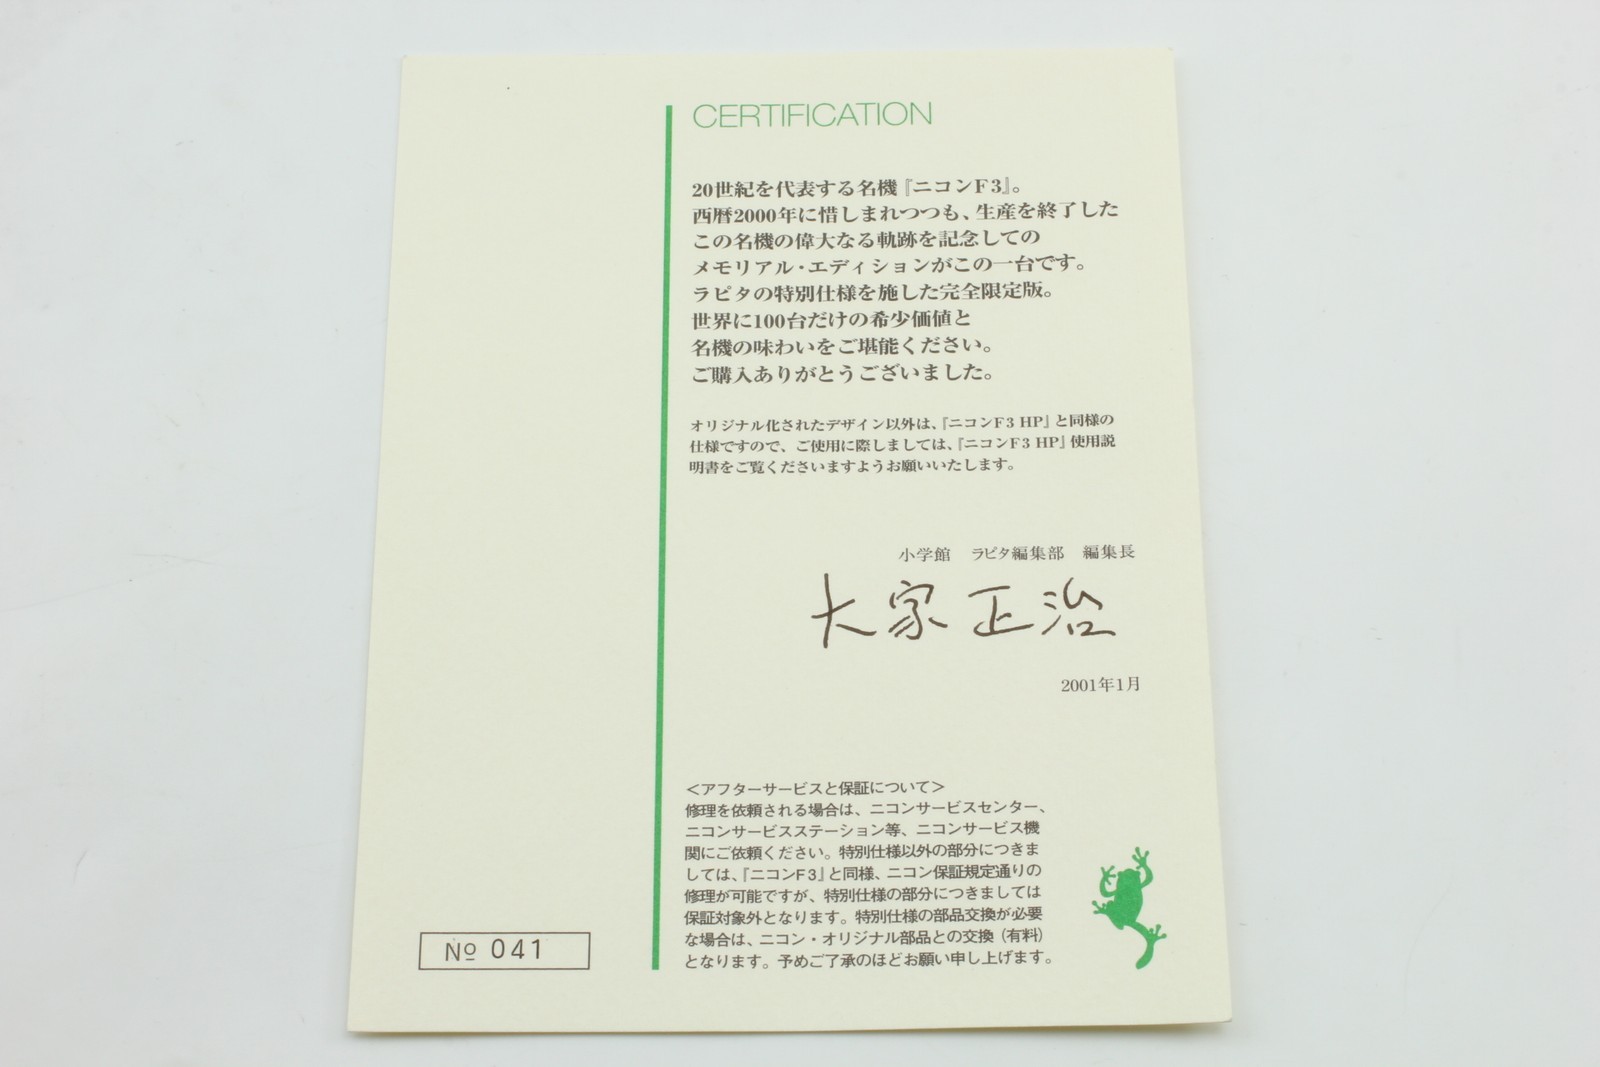 CERTIFICATION
20世紀を代表する名機『ニコンF3』。
西暦2000年に惜しまれつつも、生産を終了した
この名機の偉大なる軌跡を記念しての
メモリアル・エディションがこの一台です。
ラピタの特別仕様を施した完全限定版。
世界に100台だけの希少価値と
名機の味わいをご堪能ください。
ご購入ありがとうございました。
オリジナル化されたデザイン以外は、『ニコンF3 HP』と同様の
仕様ですので、ご使用に際しましては、『ニコンF3 HP』使用説
明書をご覧くださいますようお願いいたします。
小学館 ラピタ編集部 編集長
大家正治
2001年1月
＜アフターサービスと保証について＞
修理を依頼される場合は、ニコンサービスセンター、
ニコンサービスステーション等、ニコンサービス機
関にご依頼ください。特別仕様以外の部分につきま
しては、『ニコンF3』と同様、ニコン保証規定通りの
修理が可能ですが、特別仕様の部分につきましては
保証対象外となります。特別仕様の部品交換が必要
な場合は、ニコン・オリジナル部品との交換（有料）
となります。予めご了承のほどお願い申し上げます。
№ 041